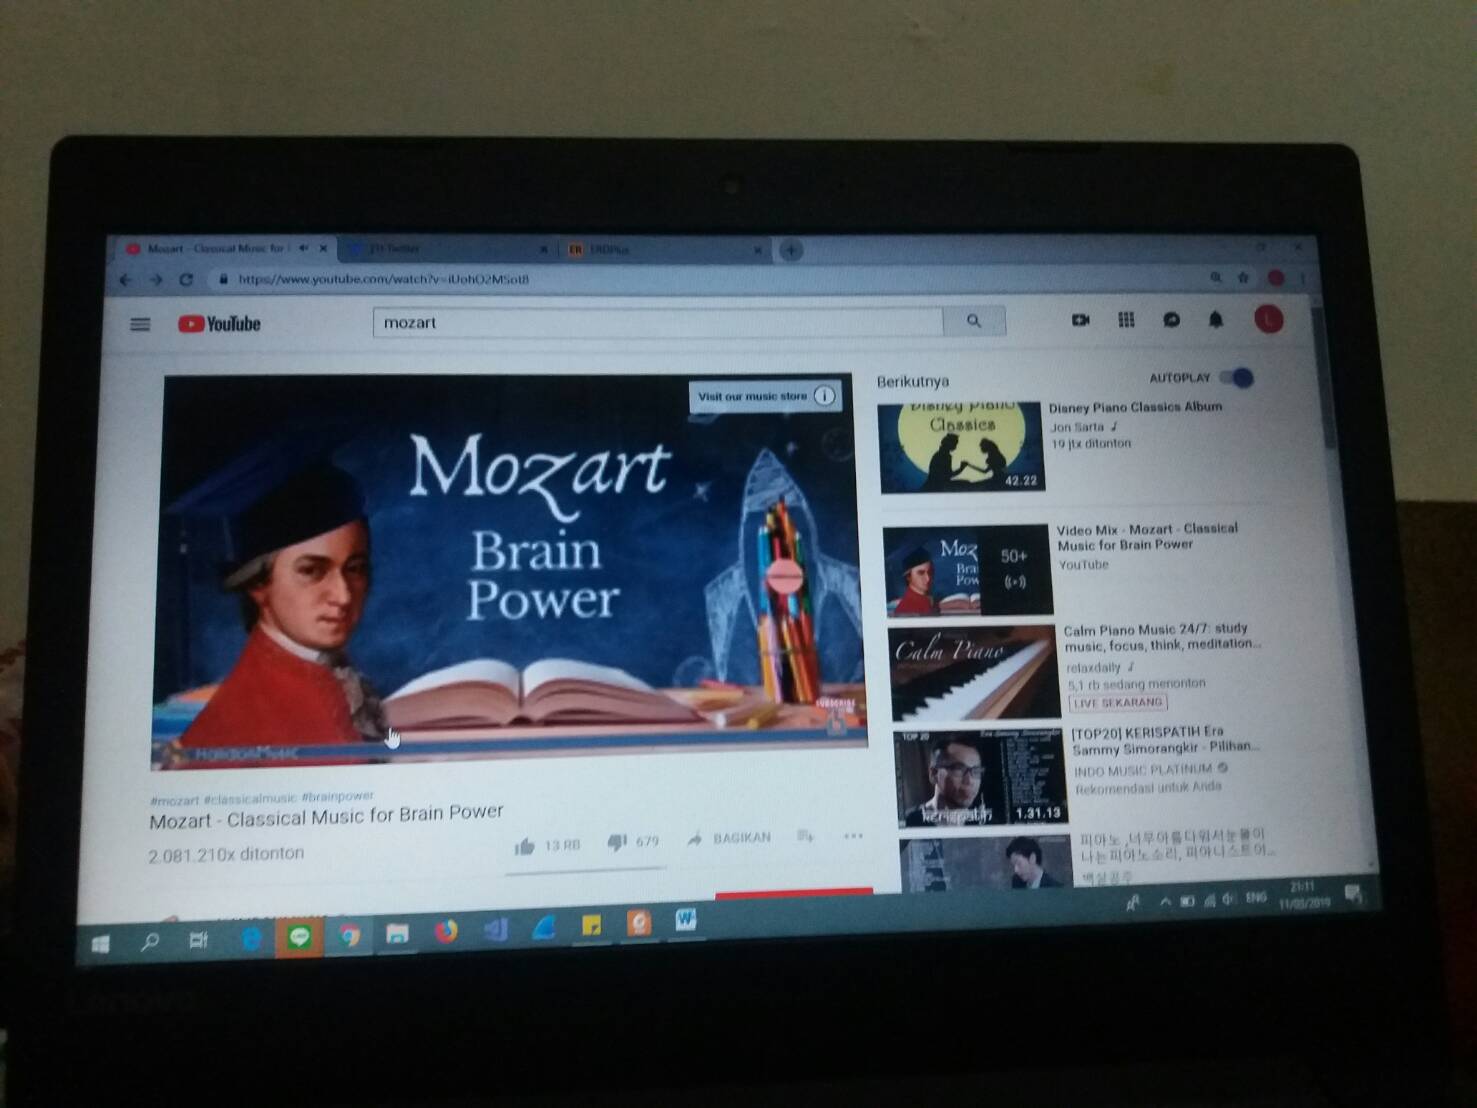 Mozart - Classical Music for
ERDPlus
https://www.youtube.com/watch?v=iUohO2MSot8
YouTube
mozart
L
Visit our music store
Mozart
Brain
Power
SUBSCRIBE
HALIDONMUSIC
#mozart #classicalmusic #brainpower
Mozart - Classical Music for Brain Power
2.081.210x ditonton
13 RB
679
BAGIKAN
Berikutnya
AUTOPLAY
Disney Piano
Classics
42.22
Disney Piano Classics Album
Jon Sarta
19 jtx ditonton
Moz
Bra
Pow
50+
Video Mix - Mozart - Classical
Music for Brain Power
YouTube
Calm Piano
Calm Piano Music 24/7: study
music, focus, think, meditation...
relaxdaily
5,1 rb sedang menonton
LIVE SEKARANG
TOP 20
Era Sammy Simorangkir
kerispatih
1.31.13
[TOP20] KERISPATIH Era
Sammy Simorangkir - Pilihan...
INDO MUSIC PLATINUM
Rekomendasi untuk Anda
피아노 ,너무아름다워서눈물이
나는피아노소리, 피아니스트이...
백설공주
ENG
21:11
11/03/2019
Lenovo